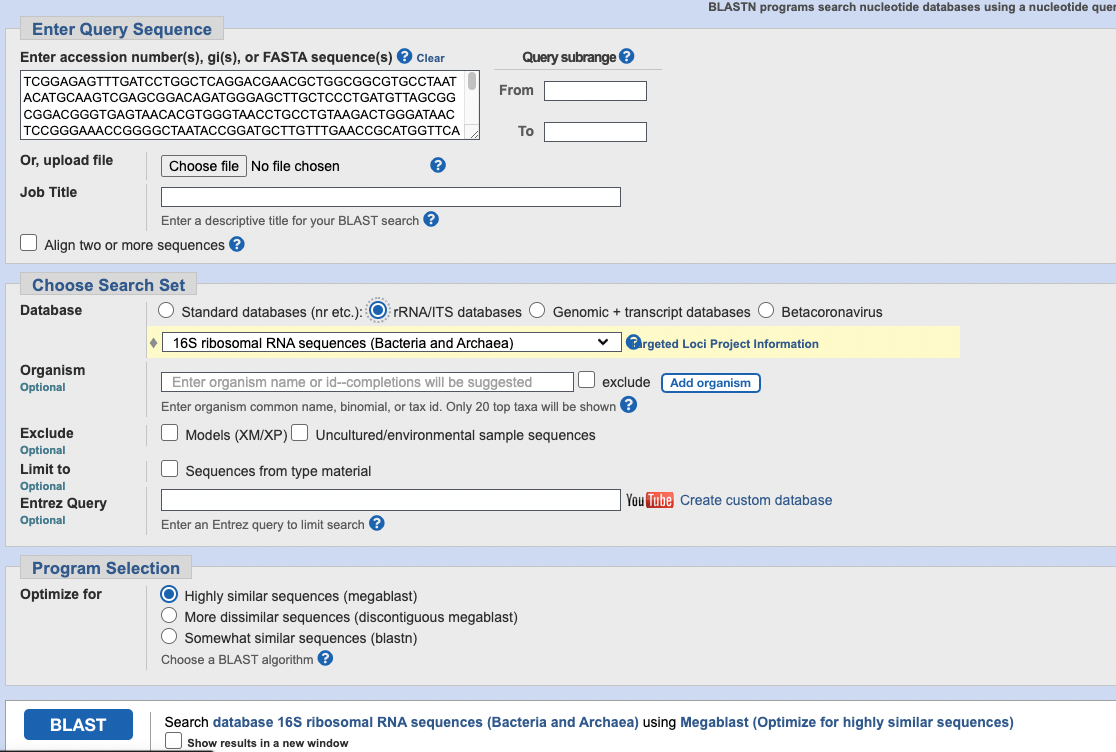 BLASTN programs search nucleotide databases using a nucleotide quer
Enter Query Sequence
Enter accession number(s), gi(s), or FASTA sequence(s) ? Clear
Query subrange ?
TCGGAGAGTTTGATCCTGGCTCAGGACGAACGCTGGCGGCGTGCCTAAT
ACATGCAAGTCGAGCGGACAGATGGGAGCTTGCTCCCTGATGTTAGCGG
CGGACGGGTGAGTAACACGTGGGTAACCTGCCTGTAAGACTGGGATAAC
TCCGGGAAACCGGGGCTAATACCGGATGCTTGTTTGAACCGCATGGTTCA
From
To
Or, upload file
Choose file No file chosen ?
Job Title
Enter a descriptive title for your BLAST search ?
Align two or more sequences ?
Choose Search Set
Database
Standard databases (nr etc.): rRNA/ITS databases Genomic + transcript databases Betacoronavirus
16S ribosomal RNA sequences (Bacteria and Archaea) ? argeted Loci Project Information
Organism
Optional
Enter organism name or id--completions will be suggested exclude Add organism
Enter organism common name, binomial, or tax id. Only 20 top taxa will be shown ?
Exclude
Optional
Models (XM/XP) Uncultured/environmental sample sequences
Limit to
Optional
Sequences from type material
Entrez Query
Optional
YouTube Create custom database
Enter an Entrez query to limit search ?
Program Selection
Optimize for
Highly similar sequences (megablast)
More dissimilar sequences (discontiguous megablast)
Somewhat similar sequences (blastn)
Choose a BLAST algorithm ?
BLAST
Search database 16S ribosomal RNA sequences (Bacteria and Archaea) using Megablast (Optimize for highly similar sequences)
Show results in a new window